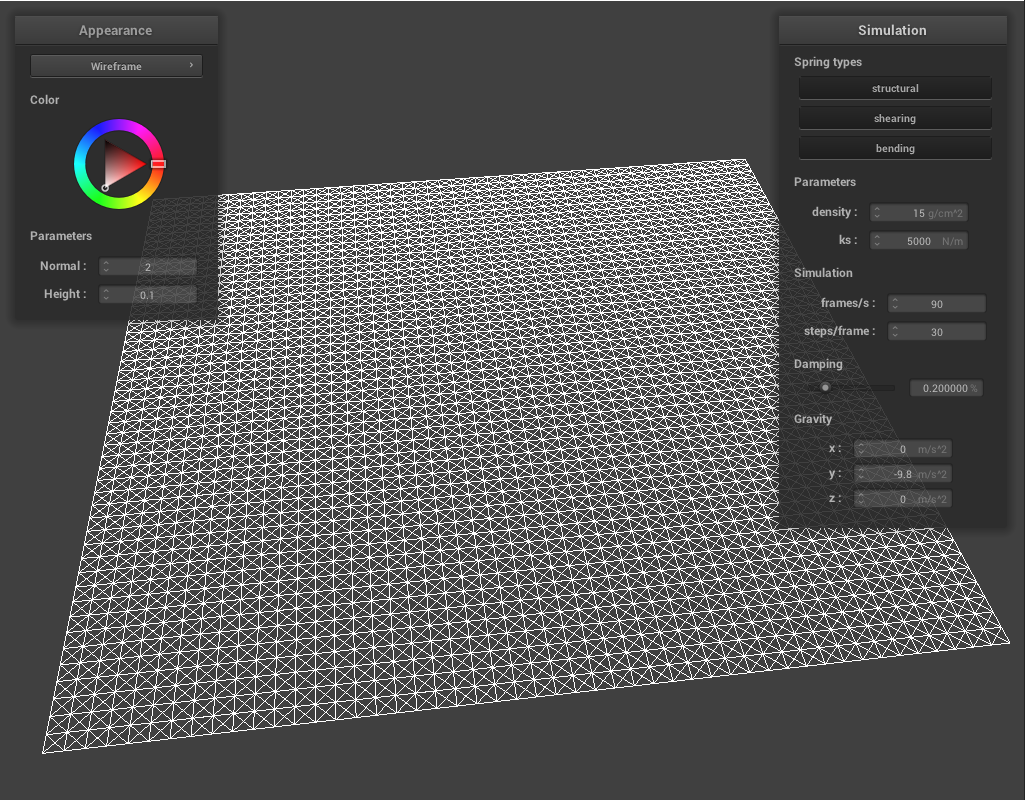 Appearance
Wireframe
Color
Parameters
Normal : 2
Height : 0.1
Simulation
Spring types
structural
shearing
bending
Parameters
density : 15 g/cm^2
ks : 5000 N/m
Simulation
frames/s : 90
steps/frame : 30
Damping
0.200000 %
Gravity
x : 0 m/s^2
y : -9.8 m/s^2
z : 0 m/s^2